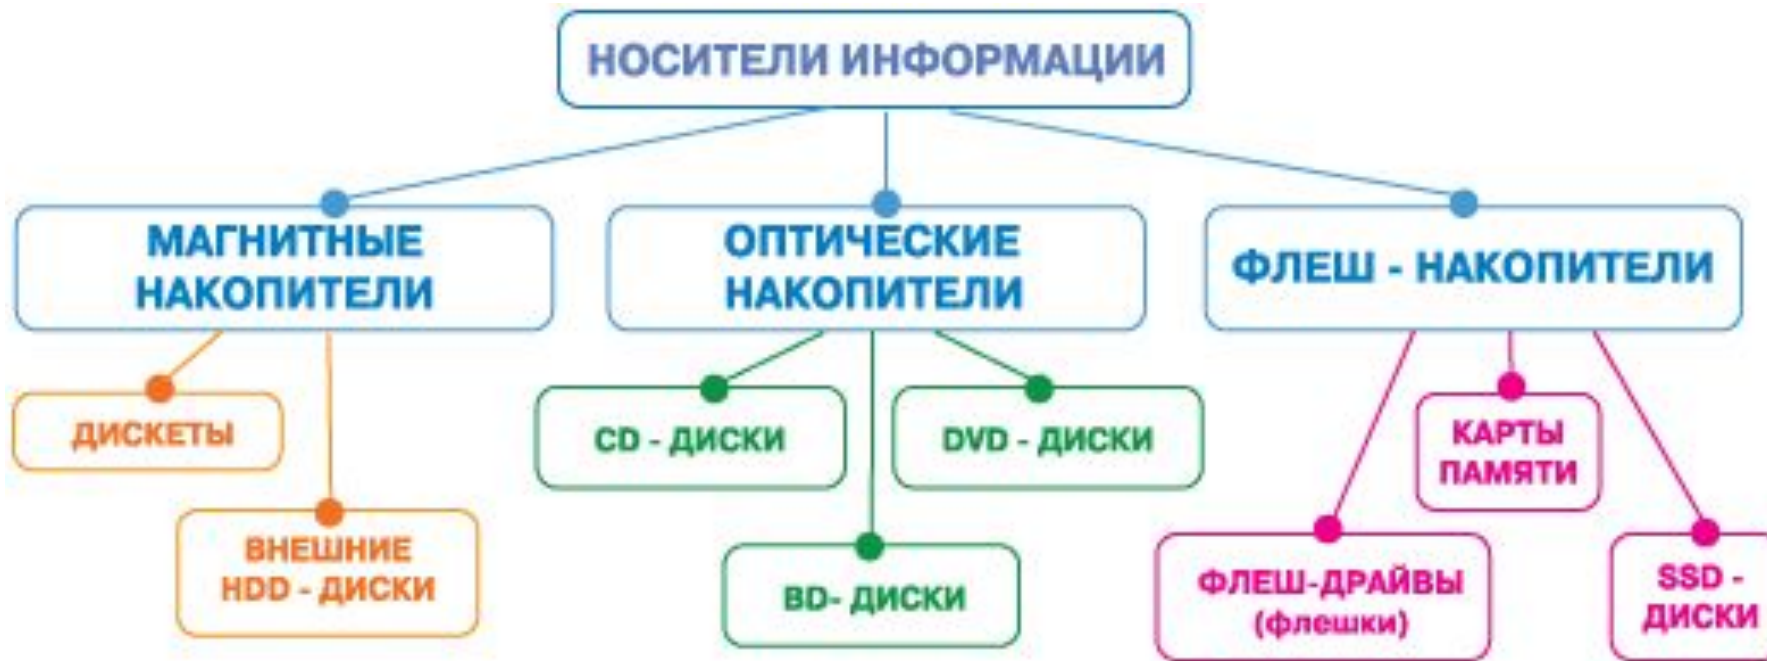 НОСИТЕЛИ ИНФОРМАЦИИ
МАГНИТНЫЕ
НАКОПИТЕЛИ
ОПТИЧЕСКИЕ
НАКОПИТЕЛИ
ФЛЕШ - НАКОПИТЕЛИ
ДИСКЕТЫ
ВНЕШНИЕ
HDD - ДИСКИ
CD - ДИСКИ
DVD - ДИСКИ
BD- ДИСКИ
КАРТЫ
ПАМЯТИ
ФЛЕШ-ДРАЙВЫ
(флешки)
SSD -
ДИСКИ